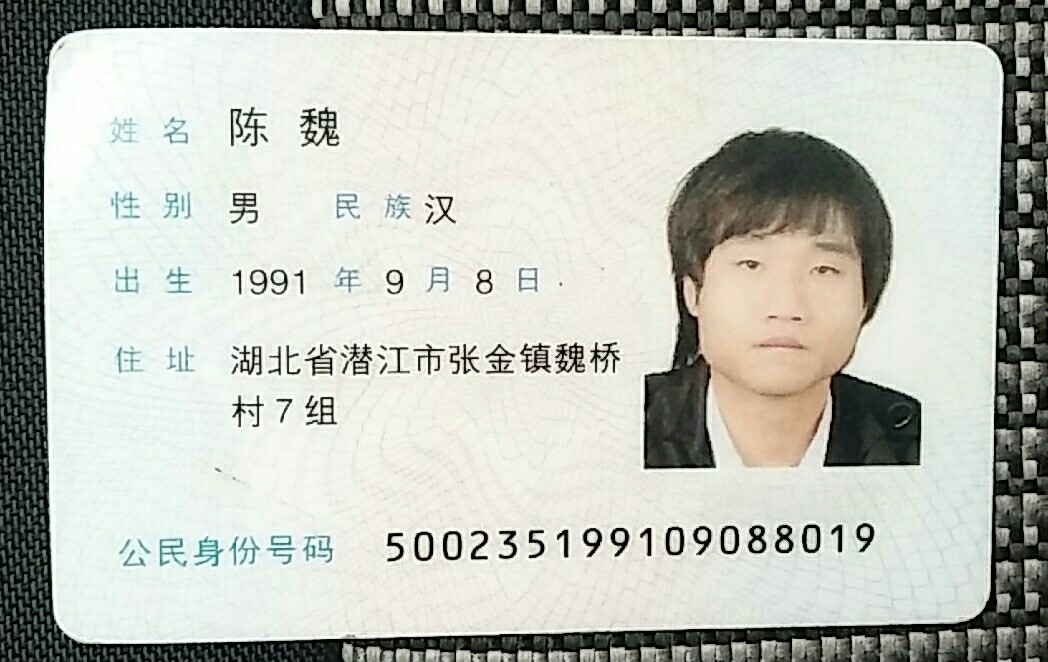 姓名 陈魏
性别 男 民族 汉
出生 1991 年 9 月 8 日
住址 湖北省潜江市张金镇魏桥
村7组
公民身份号码 500235199109088019